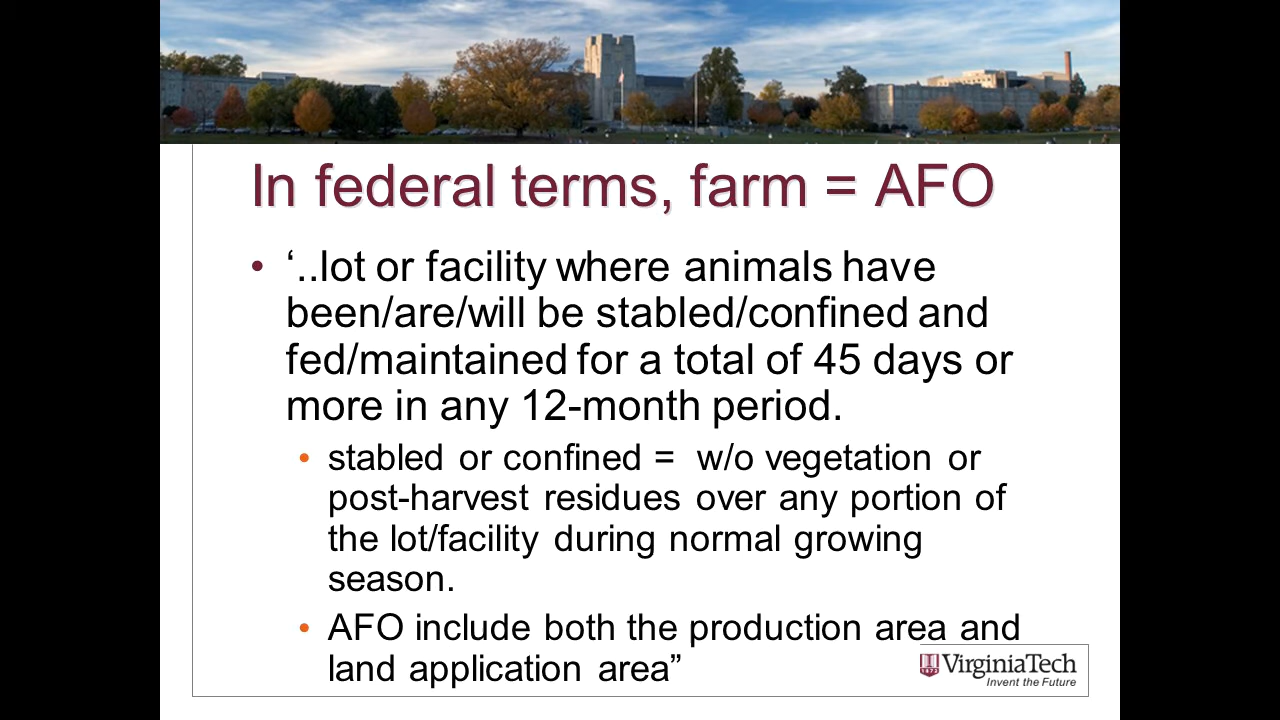 In federal terms, farm = AFO
• ‘..lot or facility where animals have
been/are/will be stabled/confined and
fed/maintained for a total of 45 days or
more in any 12-month period.
• stabled or confined = w/o vegetation or
post-harvest residues over any portion of
the lot/facility during normal growing
season.
• AFO include both the production area and
land application area”
1872
VirginiaTech
Invent the Future